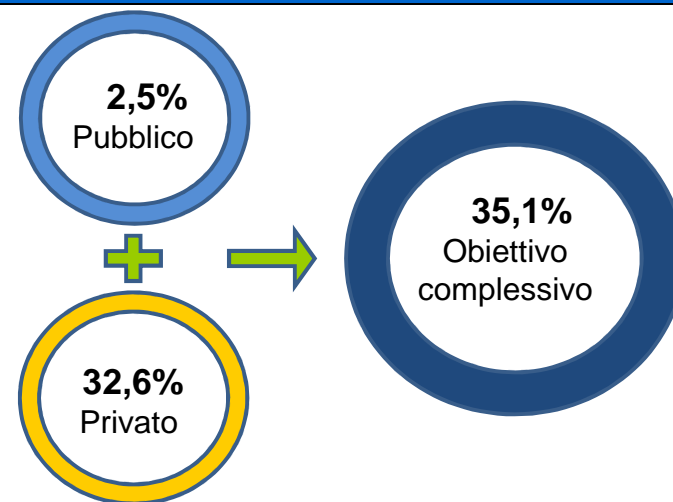 2,5%
Pubblico
32,6%
Privato
35,1%
Obiettivo
complessivo